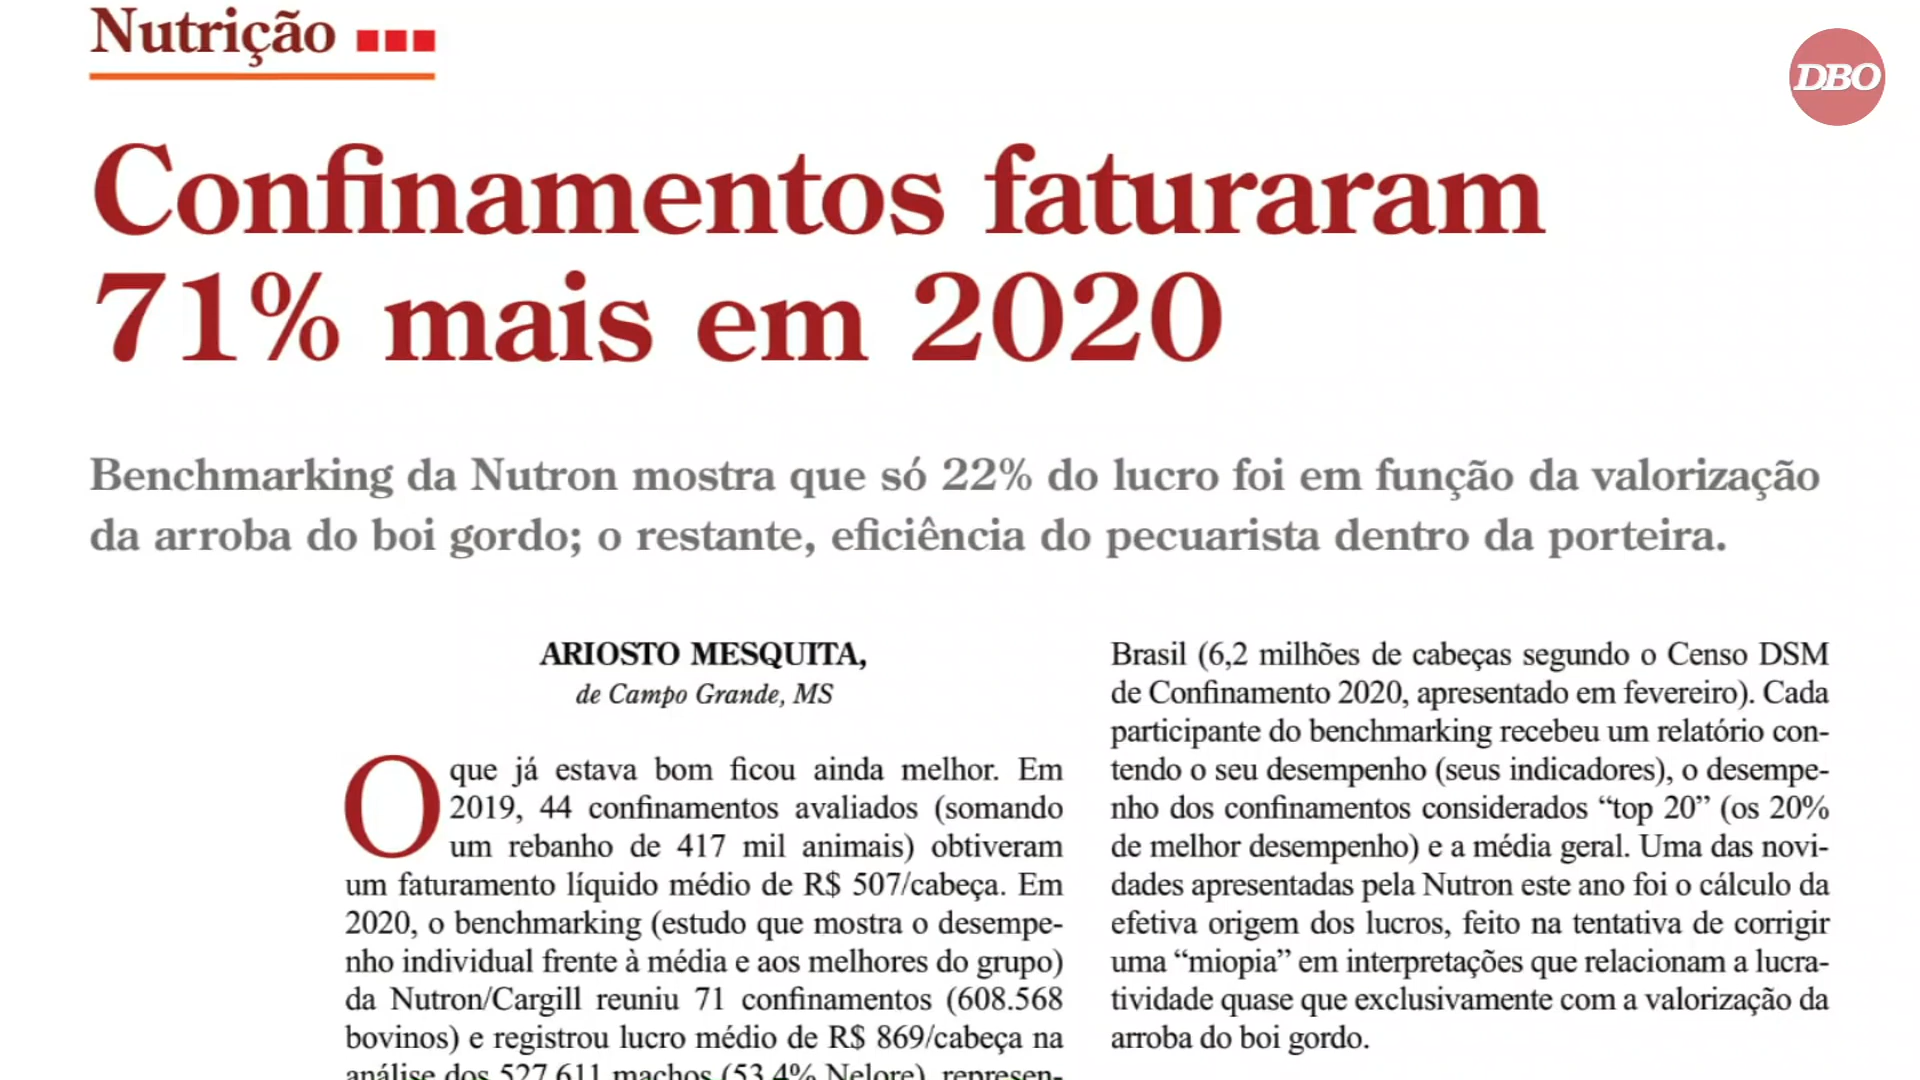 Nutrição
DBO
Confinamentos faturaram
71% mais em 2020
Benchmarking da Nutron mostra que só 22% do lucro foi em função da valorização
da arroba do boi gordo; o restante, eficiência do pecuarista dentro da porteira.
ARIOSTO MESQUITA,
de Campo Grande, MS
O que já estava bom ficou ainda melhor. Em
2019, 44 confinamentos avaliados (somando
um rebanho de 417 mil animais) obtiveram
um faturamento líquido médio de R$ 507/cabeça. Em
2020, o benchmarking (estudo que mostra o desempe-
nho individual frente à média e aos melhores do grupo)
da Nutron/Cargill reuniu 71 confinamentos (608.568
bovinos) e registrou lucro médio de R$ 869/cabeça na
análise dos 527.611 machos (53,4% Nelore), represen-
Brasil (6,2 milhões de cabeças segundo o Censo DSM
de Confinamento 2020, apresentado em fevereiro). Cada
participante do benchmarking recebeu um relatório con-
tendo o seu desempenho (seus indicadores), o desempe-
nho dos confinamentos considerados “top 20” (os 20%
de melhor desempenho) e a média geral. Uma das novi-
dades apresentadas pela Nutron este ano foi o cálculo da
efetiva origem dos lucros, feito na tentativa de corrigir
uma “miopia” em interpretações que relacionam a lucra-
tividade quase que exclusivamente com a valorização da
arroba do boi gordo.